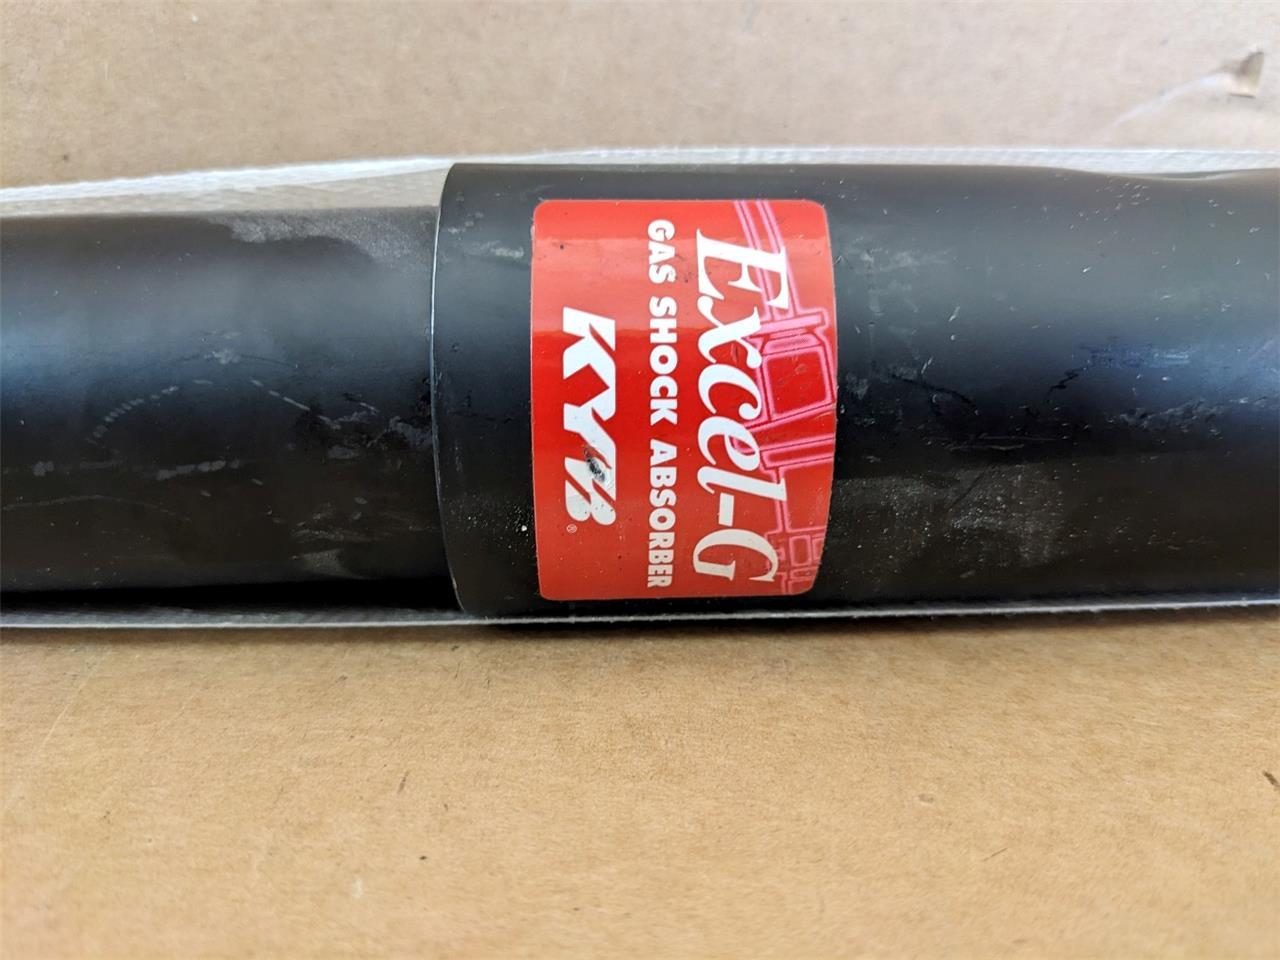 Excel-G
GAS SHOCK ABSORBER
KYB®